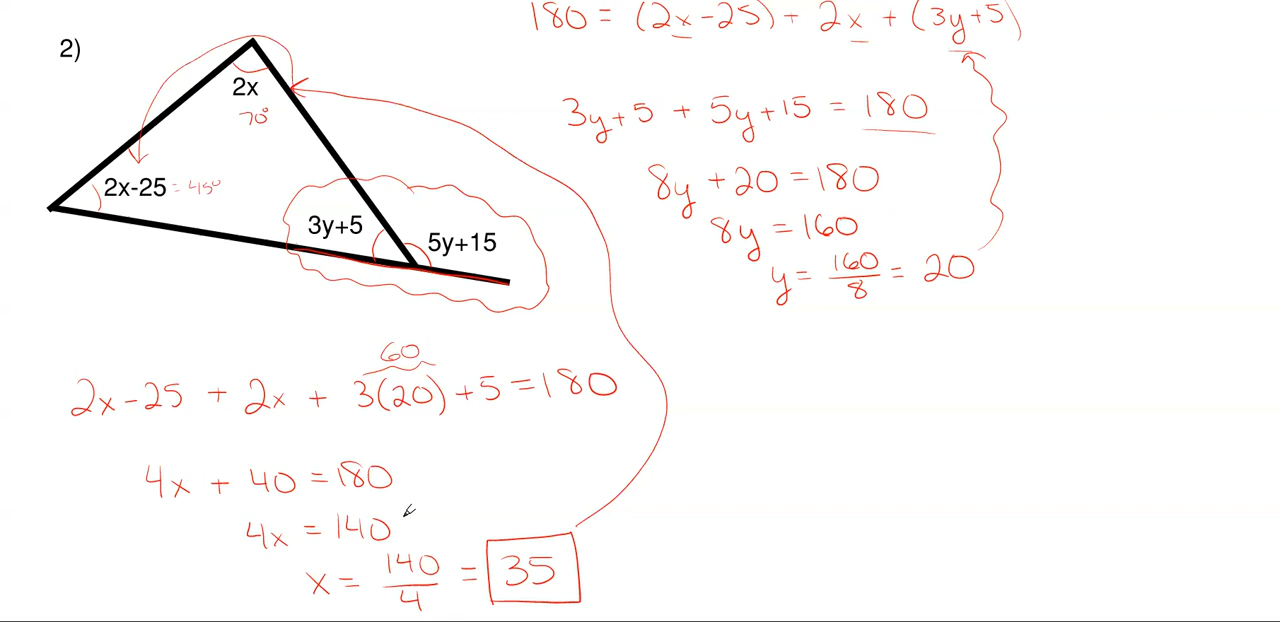 180 = (2x-25) + 2x + (3y+5)
2)
2x
70°
3y+5 + 5y+15 = 180
2x-25 = 45°
8y + 20 = 180
3y+5
5y+15
8y = 160
y = 160/8 = 20
60
2x-25 + 2x + 3(20) + 5 = 180
4x + 40 = 180
4x = 140
x = 140/4 = 35